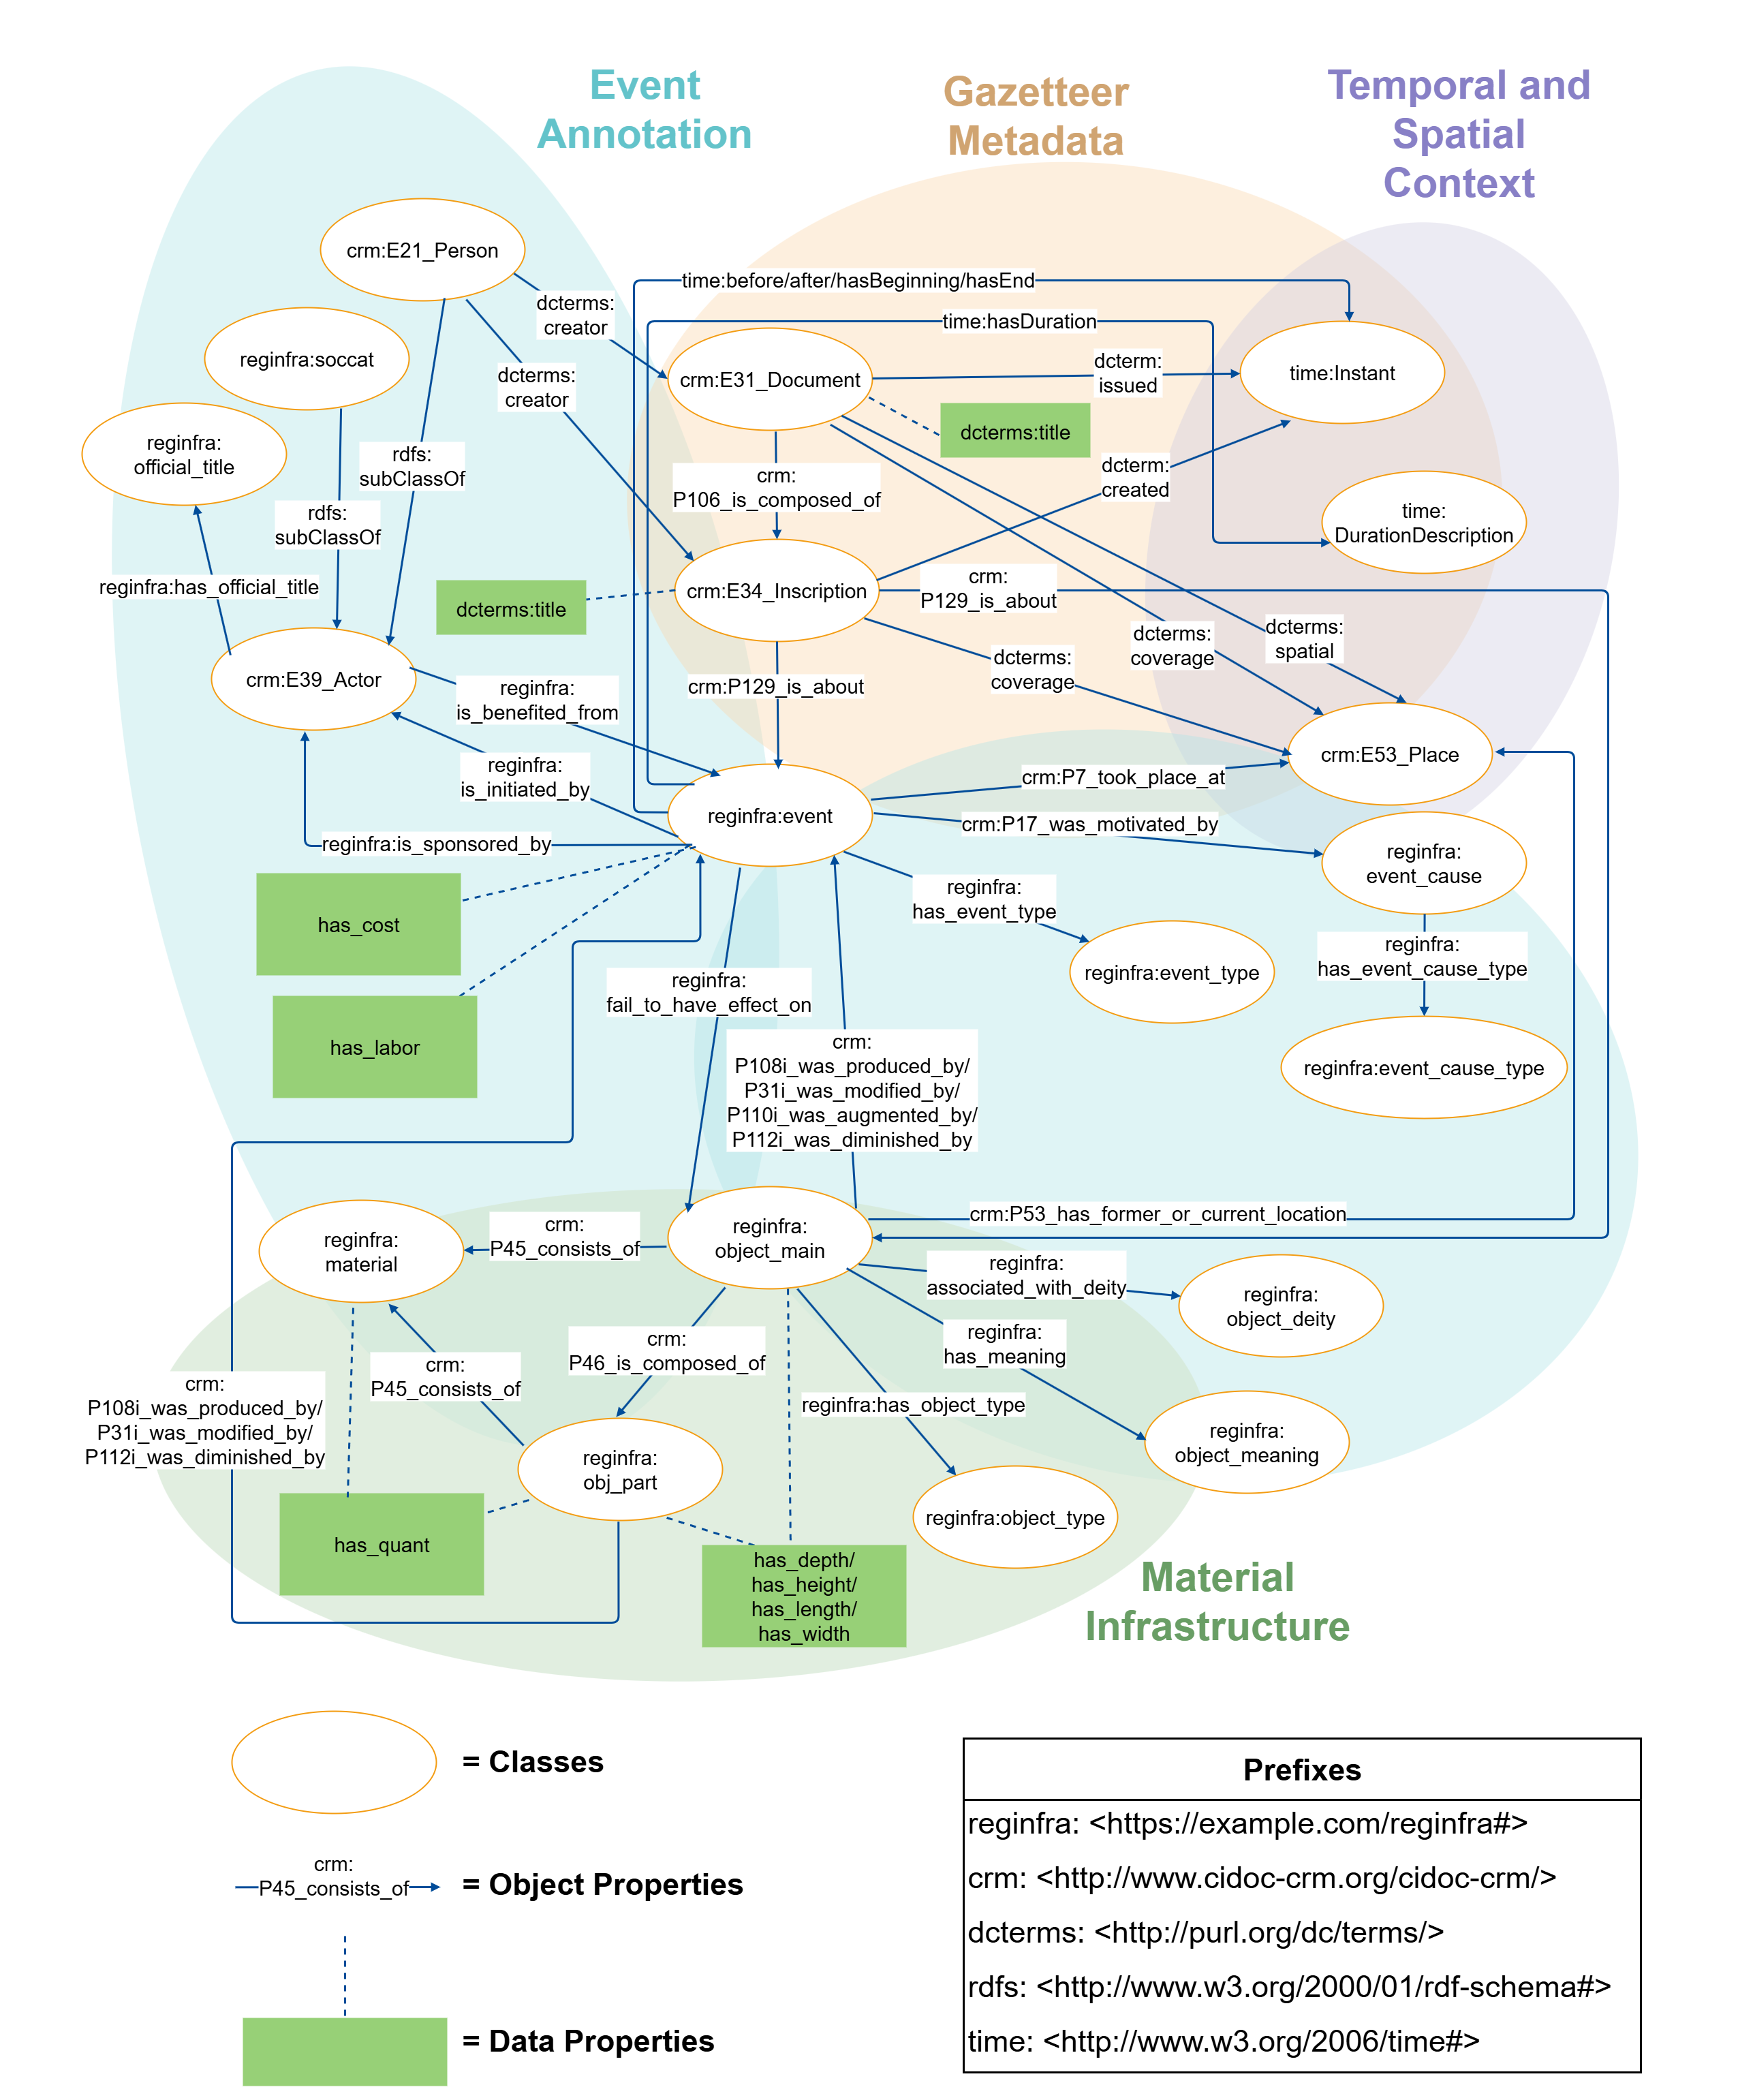 Event
Annotation
Gazetteer
Metadata
Temporal and
Spatial
Context
crm:E21_Person
time:before/after/hasBeginning/hasEnd
dcterms:
creator
time:hasDuration
reginfra:soccat
crm:E31_Document
dcterm:
issued
time:Instant
dcterms:
creator
dcterms:title
reginfra:
official_title
rdfs:
subClassOf
crm:
P106_is_composed_of
dcterm:
created
rdfs:
subClassOf
time:
DurationDescription
reginfra:has_official_title
dcterms:title
crm:E34_Inscription
crm:
P129_is_about
dcterms:
coverage
dcterms:
spatial
dcterms:
coverage
crm:E39_Actor
reginfra:
is_benefited_from
crm:P129_is_about
crm:E53_Place
reginfra:
is_initiated_by
crm:P7_took_place_at
reginfra:event
crm:P17_was_motivated_by
reginfra:is_sponsored_by
reginfra:
event_cause
has_cost
reginfra:
has_event_type
reginfra:
has_event_cause_type
reginfra:event_type
reginfra:
fail_to_have_effect_on
has_labor
crm:
P108i_was_produced_by/
P31i_was_modified_by/
P110i_was_augmented_by/
P112i_was_diminished_by
reginfra:event_cause_type
reginfra:
material
crm:
P45_consists_of
reginfra:
object_main
crm:P53_has_former_or_current_location
reginfra:
associated_with_deity
reginfra:
object_deity
crm:
P46_is_composed_of
reginfra:
has_meaning
crm:
P45_consists_of
crm:
P108i_was_produced_by/
P31i_was_modified_by/
P112i_was_diminished_by
reginfra:has_object_type
reginfra:
object_meaning
reginfra:
obj_part
reginfra:object_type
has_quant
has_depth/
has_height/
has_length/
has_width
Material
Infrastructure
= Classes
crm:
P45_consists_of
= Object Properties
= Data Properties
Prefixes
reginfra: <https://example.com/reginfra#>
crm: <http://www.cidoc-crm.org/cidoc-crm/>
dcterms: <http://purl.org/dc/terms/>
rdfs: <http://www.w3.org/2000/01/rdf-schema#>
time: <http://www.w3.org/2006/time#>